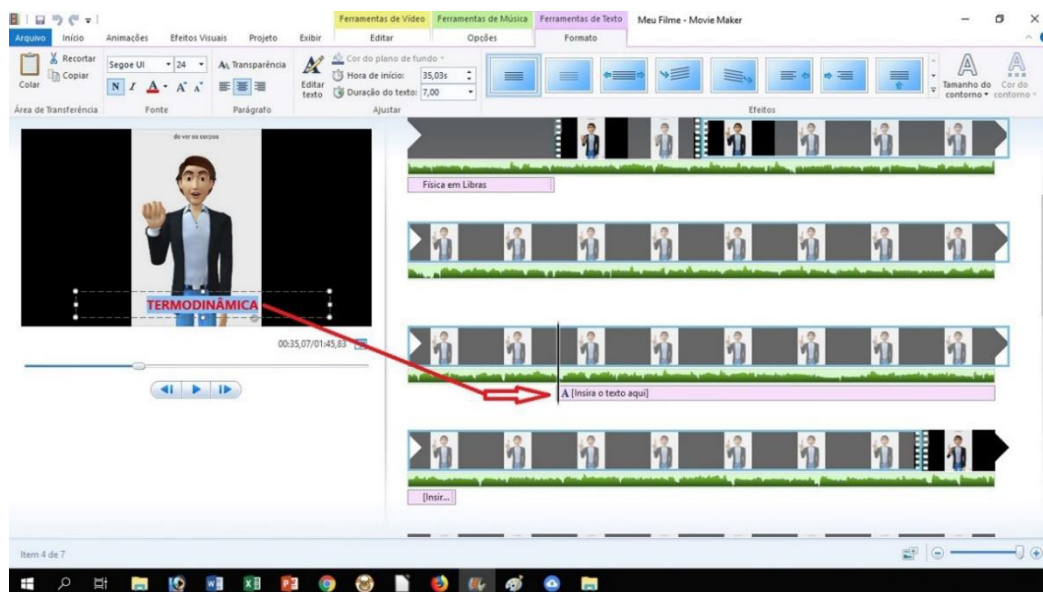 Ferramentas de Vídeo Ferramentas de Música Ferramentas de Texto Meu Filme - Movie Maker
Arquivo Início Animações Efeitos Visuais Projeto Exibir Editar Opções Formato
Colar
Recortar
Copiar
Área de Transferência
Segoe UI 24
N I A A A
Fonte
Transparência
Parágrafo
Editar texto
Cor do plano de fundo
Hora de início: 35,03s
Duração do texto: 7,00
Ajustar
Efeitos
Tamanho do contorno
Cor do contorno
de ver os corpos
TERMODINÂMICA
00:35,07/01:45,83
Física em Libras
A [Insira o texto aqui]
[Insir...
Item 4 de 7